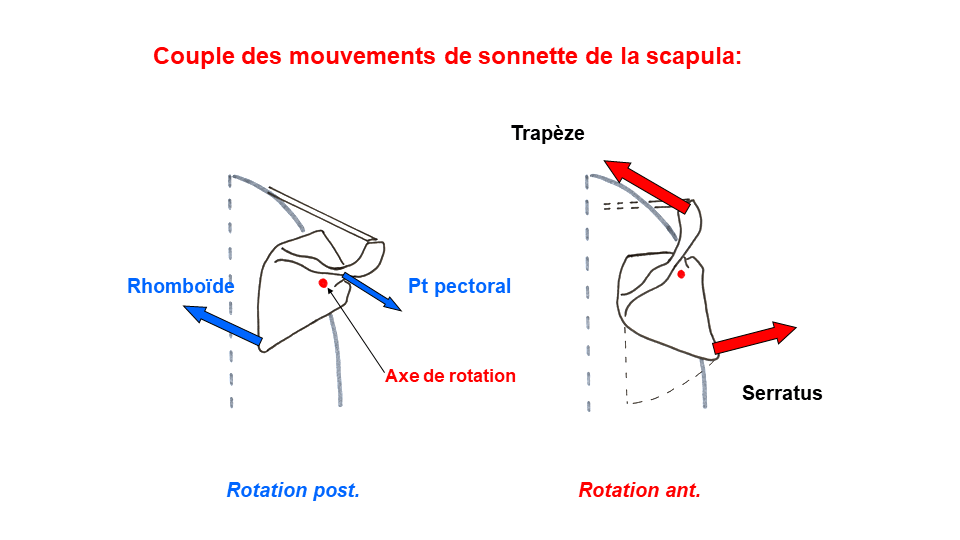 Couple des mouvements de sonnette de la scapula:
Trapèze
Rhomboïde
Pt pectoral
Axe de rotation
Serratus
Rotation post.
Rotation ant.